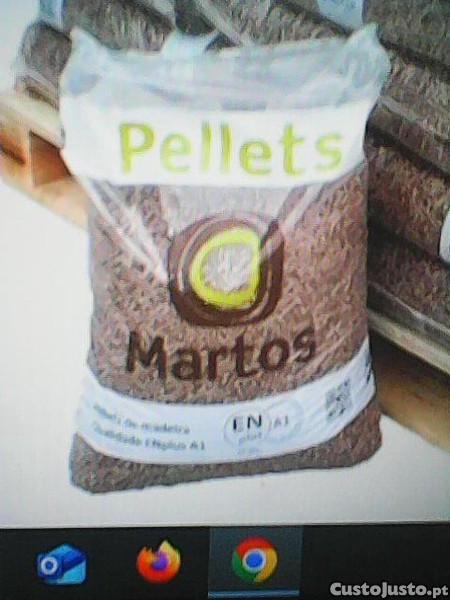 Pellets
Martos
Pellets de madeira
Qualidade ENplus A1
EN
plus
A1
CustoJusto.pt